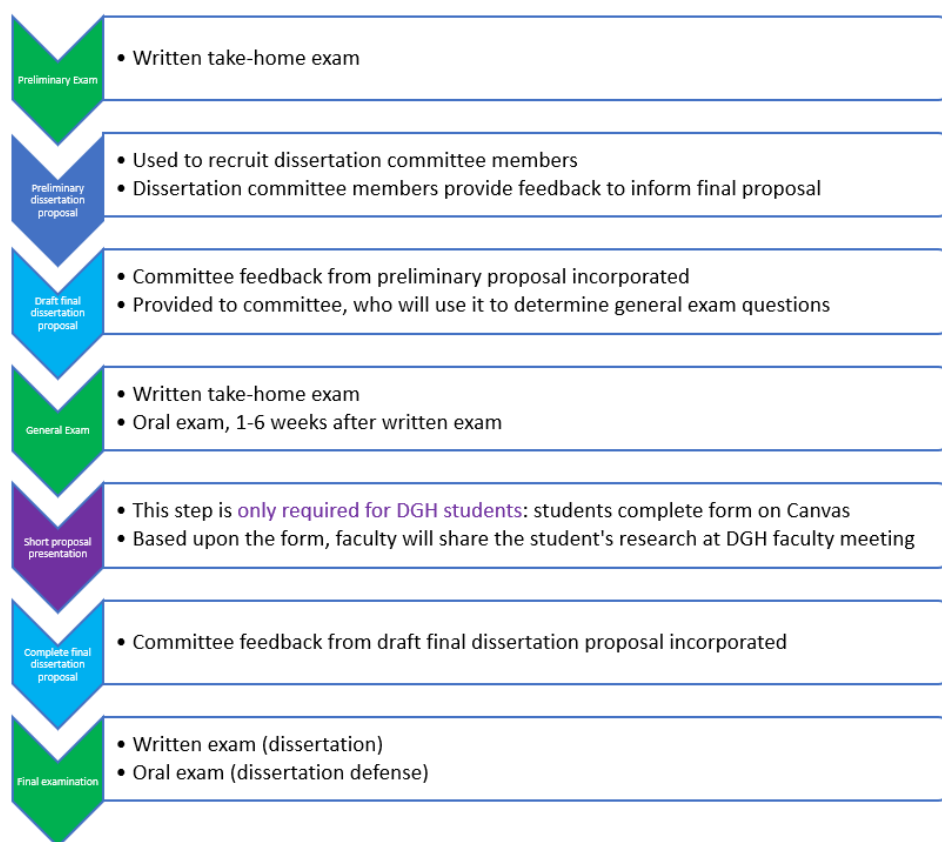 Preliminary Exam
• Written take-home exam
Preliminary
dissertation
proposal
• Used to recruit dissertation committee members
• Dissertation committee members provide feedback to inform final proposal
Draft final
dissertation
proposal
• Committee feedback from preliminary proposal incorporated
• Provided to committee, who will use it to determine general exam questions
General Exam
• Written take-home exam
• Oral exam, 1-6 weeks after written exam
Short proposal
presentation
• This step is only required for DGH students: students complete form on Canvas
• Based upon the form, faculty will share the student's research at DGH faculty meeting
Complete final
dissertation
proposal
• Committee feedback from draft final dissertation proposal incorporated
Final examination
• Written exam (dissertation)
• Oral exam (dissertation defense)